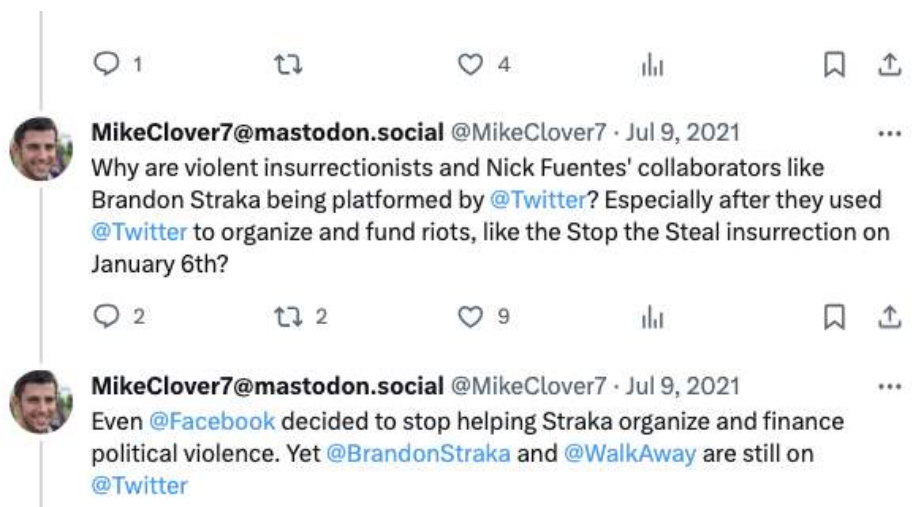 1 4
MikeClover7@mastodon.social @MikeClover7 · Jul 9, 2021
Why are violent insurrectionists and Nick Fuentes' collaborators like
Brandon Straka being platformed by @Twitter? Especially after they used
@Twitter to organize and fund riots, like the Stop the Steal insurrection on
January 6th?
2 2 9
MikeClover7@mastodon.social @MikeClover7 · Jul 9, 2021
Even @Facebook decided to stop helping Straka organize and finance
political violence. Yet @BrandonStraka and @WalkAway are still on
@Twitter